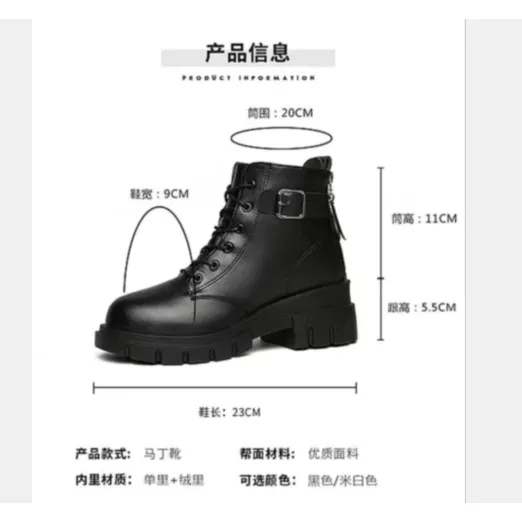 产品信息
PRODUCT INFORMATION
筒围：20CM
鞋宽：9CM
筒高：11CM
跟高：5.5CM
鞋长：23CM
产品款式： 马丁靴 帮面材料： 优质面料
内里材质： 单里+绒里 可选颜色： 黑色/米白色